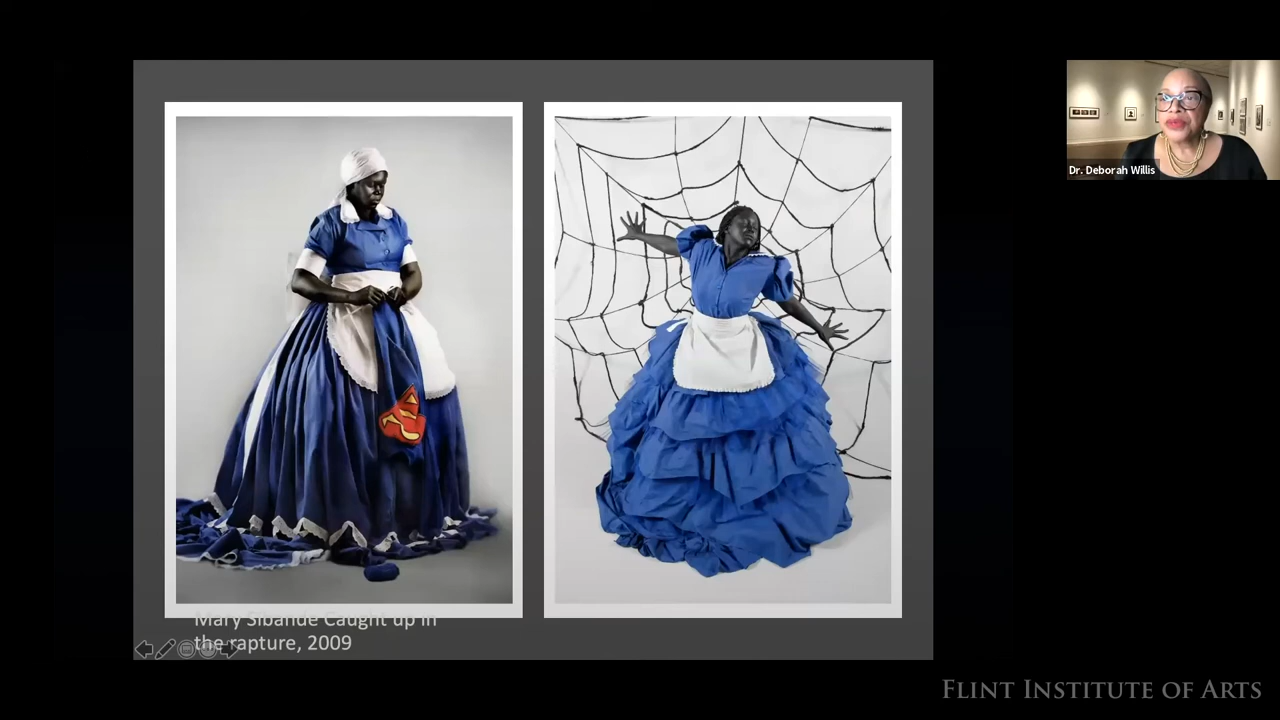 Dr. Deborah Willis
Mary Sibande Caught up in
the rapture, 2009
FLINT INSTITUTE OF ARTS